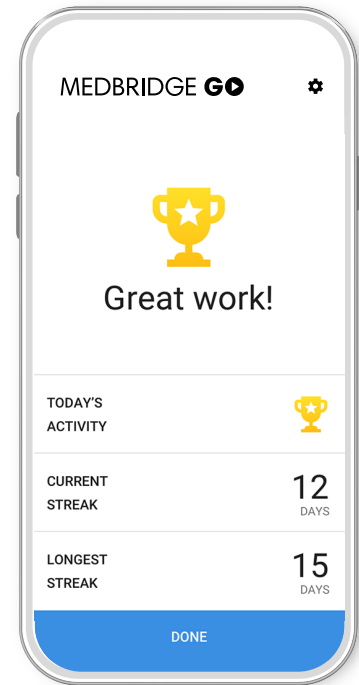 MEDBRIDGE GO
Great work!
TODAY'S
ACTIVITY
CURRENT
STREAK
12
DAYS
LONGEST
STREAK
15
DAYS
DONE